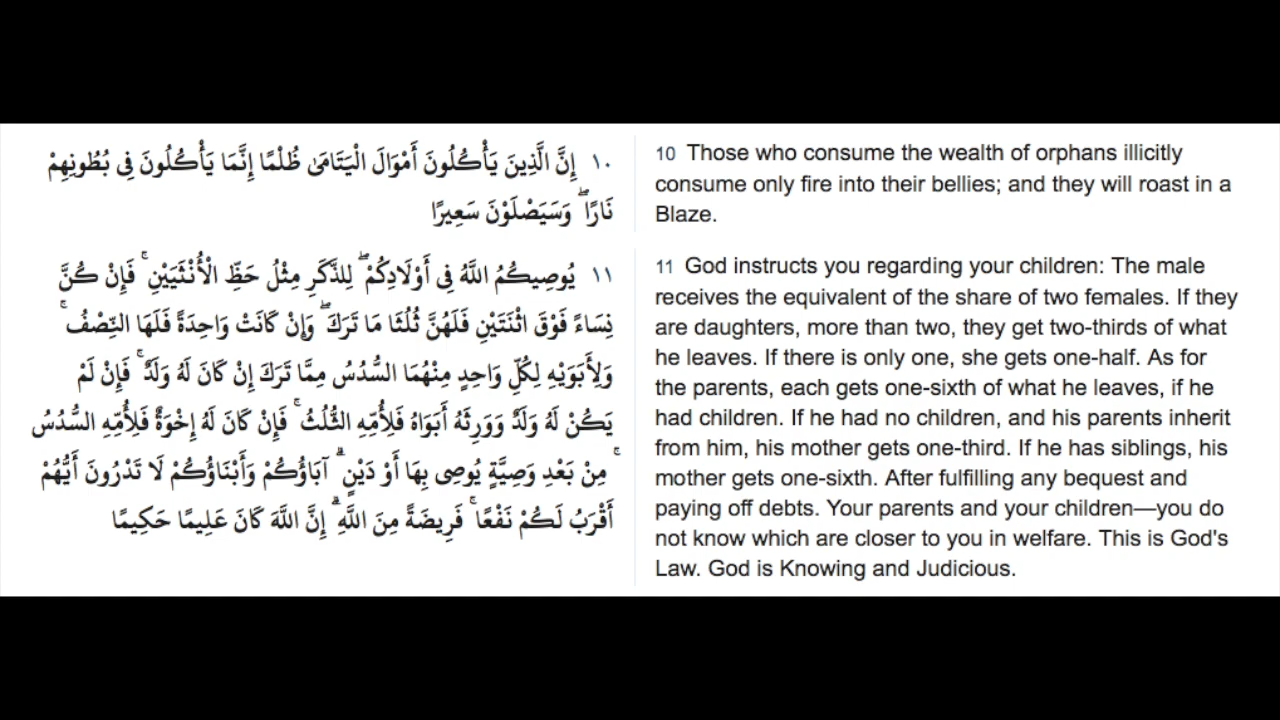 ١٠ إِنَّ الَّذِينَ يَأْكُلُونَ أَمْوَالَ الْيَتَامَىٰ ظُلْمًا إِنَّمَا يَأْكُلُونَ فِي بُطُونِهِمْ
نَارًا ۖ وَسَيَصْلَوْنَ سَعِيرًا
10 Those who consume the wealth of orphans illicitly
consume only fire into their bellies; and they will roast in a
Blaze.
١١ يُوصِيكُمُ اللَّهُ فِي أَوْلَادِكُمْ ۖ لِلذَّكَرِ مِثْلُ حَظِّ الْأُنْثَيَيْنِ ۚ فَإِنْ كُنَّ
نِسَاءً فَوْقَ اثْنَتَيْنِ فَلَهُنَّ ثُلُثَا مَا تَرَكَ ۖ وَإِنْ كَانَتْ وَاحِدَةً فَلَهَا النِّصْفُ ۚ
وَلِأَبَوَيْهِ لِكُلِّ وَاحِدٍ مِنْهُمَا السُّدُسُ مِمَّا تَرَكَ إِنْ كَانَ لَهُ وَلَدٌ ۚ فَإِنْ لَمْ
يَكُنْ لَهُ وَلَدٌ وَوَرِثَهُ أَبَوَاهُ فَلِأُمِّهِ الثُّلُثُ ۚ فَإِنْ كَانَ لَهُ إِخْوَةٌ فَلِأُمِّهِ السُّدُسُ
ۚ مِنْ بَعْدِ وَصِيَّةٍ يُوصِي بِهَا أَوْ دَيْنٍ ۗ آبَاؤُكُمْ وَأَبْنَاؤُكُمْ لَا تَدْرُونَ أَيُّهُمْ
أَقْرَبُ لَكُمْ نَفْعًا ۚ فَرِيضَةً مِنَ اللَّهِ ۗ إِنَّ اللَّهَ كَانَ عَلِيمًا حَكِيمًا
11 God instructs you regarding your children: The male
receives the equivalent of the share of two females. If they
are daughters, more than two, they get two-thirds of what
he leaves. If there is only one, she gets one-half. As for
the parents, each gets one-sixth of what he leaves, if he
had children. If he had no children, and his parents inherit
from him, his mother gets one-third. If he has siblings, his
mother gets one-sixth. After fulfilling any bequest and
paying off debts. Your parents and your children—you do
not know which are closer to you in welfare. This is God's
Law. God is Knowing and Judicious.